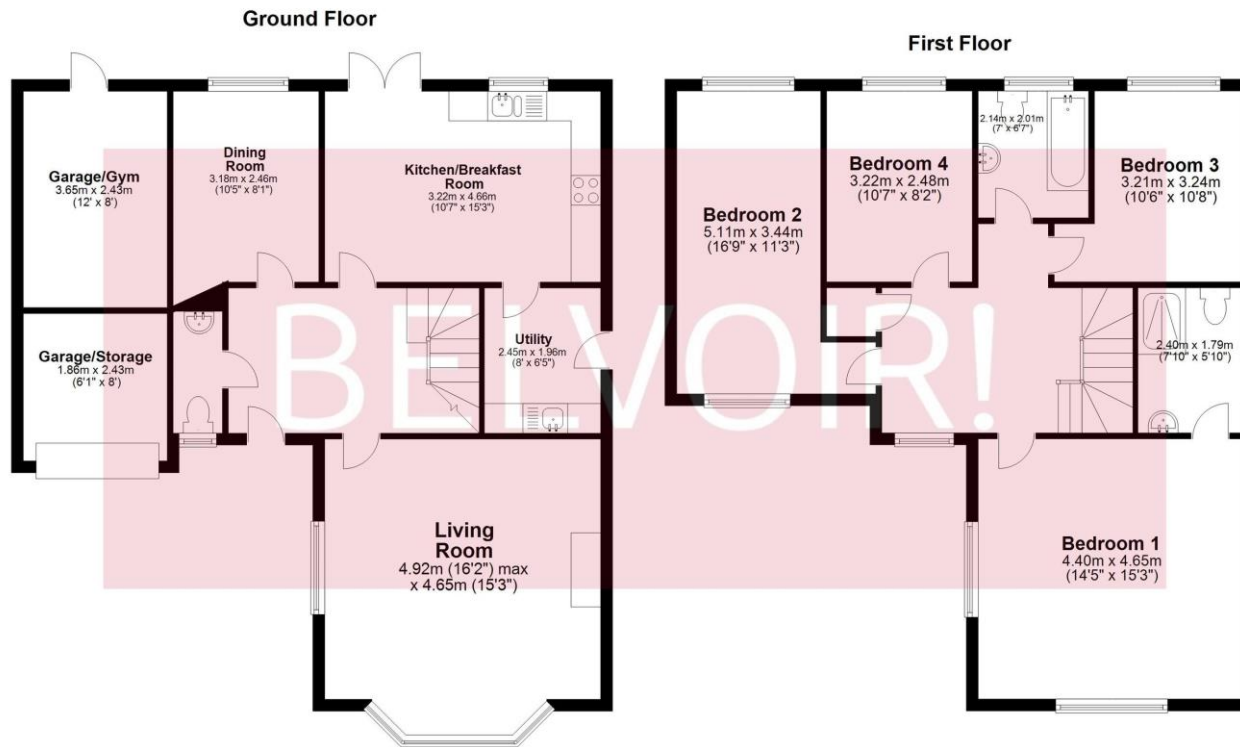 Ground Floor
Garage/Gym
3.65m x 2.43m
(12' x 8')
Dining
Room
3.18m x 2.46m
(10'5" x 8'1")
Kitchen/Breakfast
Room
3.22m x 4.66m
(10'7" x 15'3")
Garage/Storage
1.86m x 2.43m
(6'1" x 8')
Utility
2.45m x 1.96m
(8' x 6'5")
Living
Room
4.92m (16'2") max
x 4.65m (15'3")
First Floor
Bedroom 2
5.11m x 3.44m
(16'9" x 11'3")
Bedroom 4
3.22m x 2.48m
(10'7" x 8'2")
2.14m x 2.01m
(7' x 6'7")
Bedroom 3
3.21m x 3.24m
(10'6" x 10'8")
2.40m x 1.79m
(7'10" x 5'10")
Bedroom 1
4.40m x 4.65m
(14'5" x 15'3")
BELVOIR!